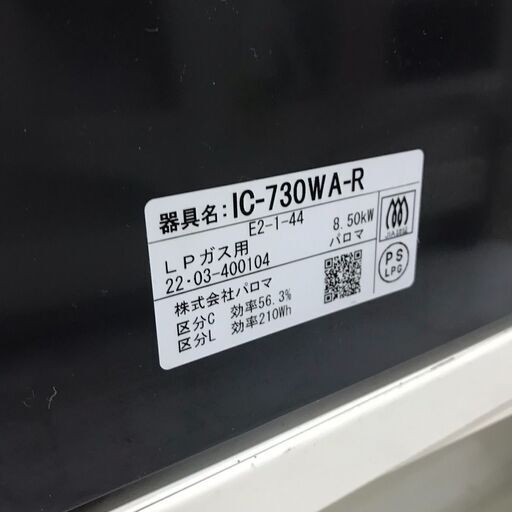 器具名：IC-730WA-R
E2-1-44 8.50kW
LPガス用 パロマ
22・03-400104
株式会社パロマ
区分C 効率56.3%
区分L 効率210Wh
PS
LPG